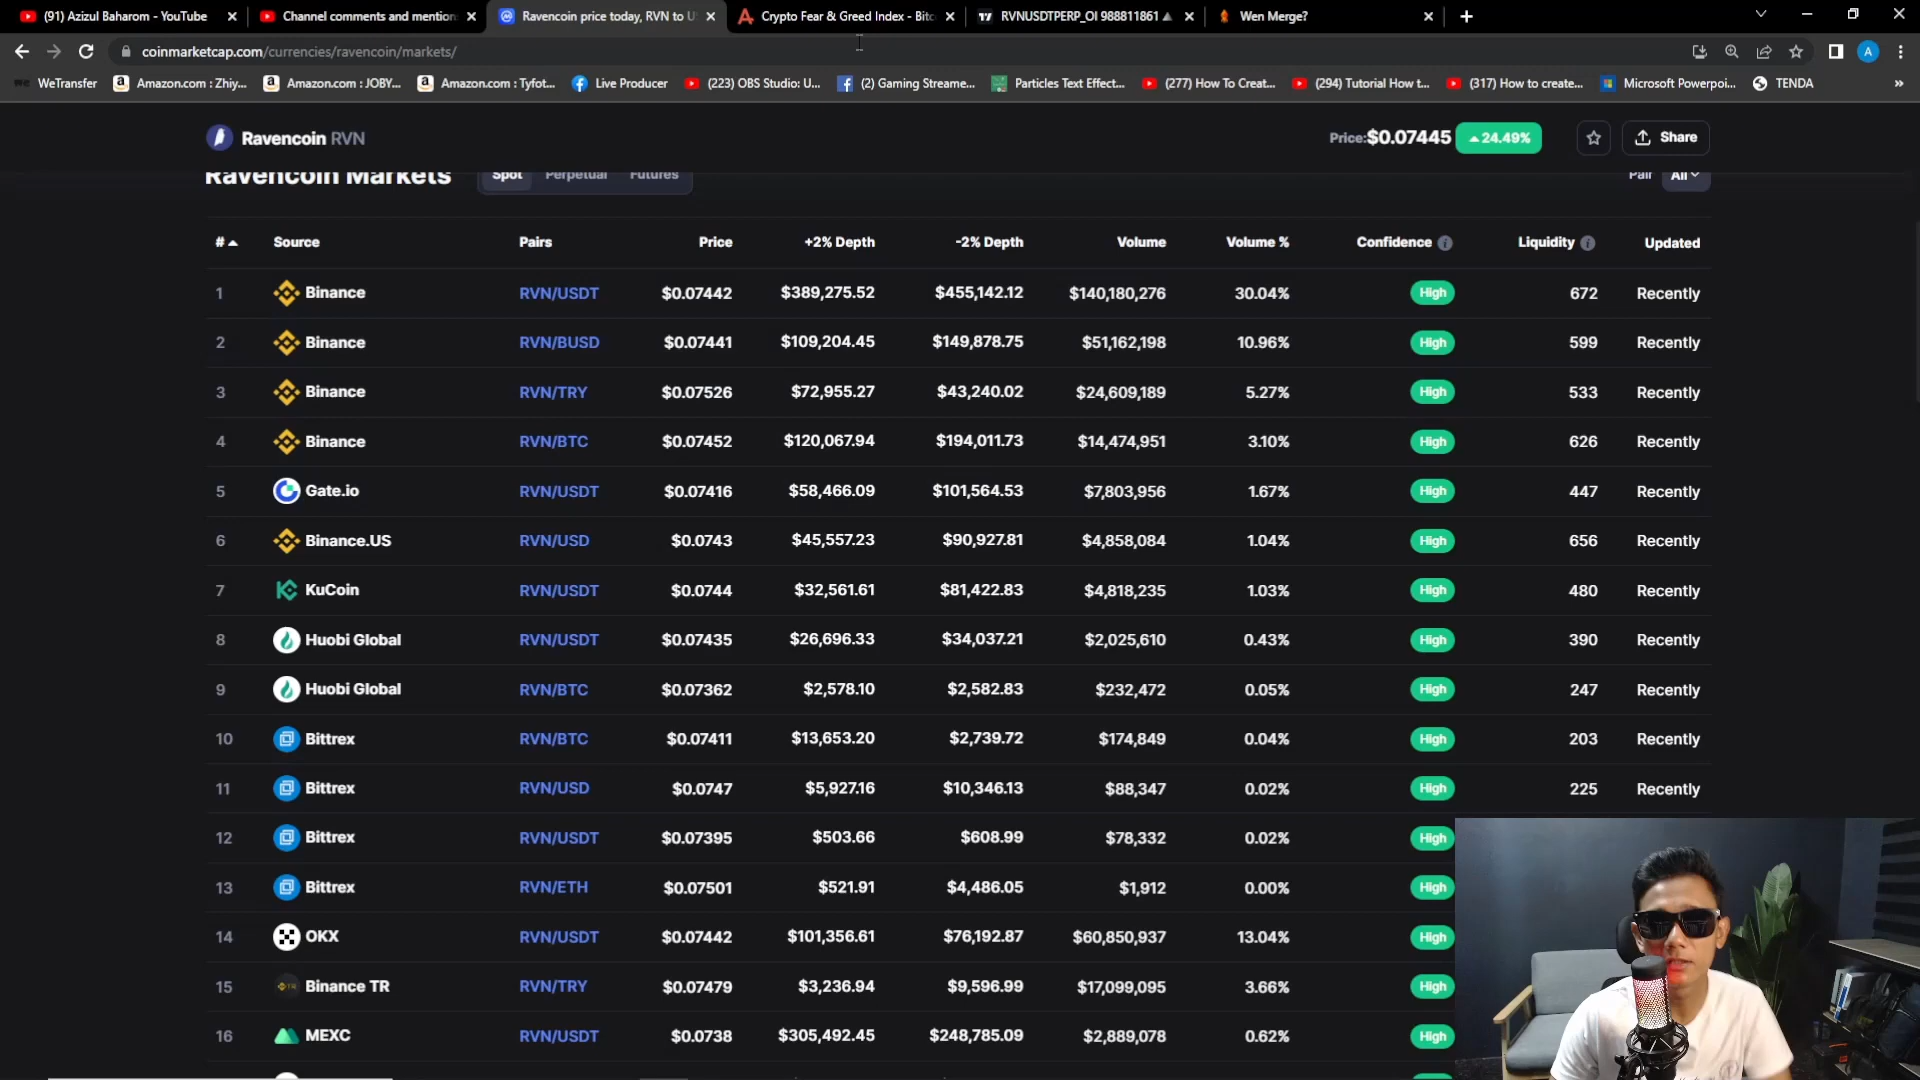 (91) Azizul Baharom - YouTube
Channel comments and mention
Ravencoin price today, RVN to U
Crypto Fear & Greed Index - Bitc
RVNUSDTPERP_OI 988811861
Wen Merge?
coinmarketcap.com/currencies/ravencoin/markets/
A
WeTransfer
Amazon.com : Zhiy...
Amazon.com : JOBY...
Amazon.com : Tyfot...
Live Producer
(223) OBS Studio: U...
(2) Gaming Streame...
Particles Text Effect...
(277) How To Creat...
(294) Tutorial How t...
(317) How to create...
Microsoft Powerpoi...
TENDA
Ravencoin RVN
Price:$0.07445 24.49%
Share
Ravencoin Markets
Spot Perpetual Futures
Pair All
# Source Pairs Price +2% Depth -2% Depth Volume Volume % Confidence Liquidity Updated
1 Binance RVN/USDT $0.07442 $389,275.52 $455,142.12 $140,180,276 30.04% High 672 Recently
2 Binance RVN/BUSD $0.07441 $109,204.45 $149,878.75 $51,162,198 10.96% High 599 Recently
3 Binance RVN/TRY $0.07526 $72,955.27 $43,240.02 $24,609,189 5.27% High 533 Recently
4 Binance RVN/BTC $0.07452 $120,067.94 $194,011.73 $14,474,951 3.10% High 626 Recently
5 Gate.io RVN/USDT $0.07416 $58,466.09 $101,564.53 $7,803,956 1.67% High 447 Recently
6 Binance.US RVN/USD $0.0743 $45,557.23 $90,927.81 $4,858,084 1.04% High 656 Recently
7 KuCoin RVN/USDT $0.0744 $32,561.61 $81,422.83 $4,818,235 1.03% High 480 Recently
8 Huobi Global RVN/USDT $0.07435 $26,696.33 $34,037.21 $2,025,610 0.43% High 390 Recently
9 Huobi Global RVN/BTC $0.07362 $2,578.10 $2,582.83 $232,472 0.05% High 247 Recently
10 Bittrex RVN/BTC $0.07411 $13,653.20 $2,739.72 $174,849 0.04% High 203 Recently
11 Bittrex RVN/USD $0.0747 $5,927.16 $10,346.13 $88,347 0.02% High 225 Recently
12 Bittrex RVN/USDT $0.07395 $503.66 $608.99 $78,332 0.02% High
13 Bittrex RVN/ETH $0.07501 $521.91 $4,486.05 $1,912 0.00% High
14 OKX RVN/USDT $0.07442 $101,356.61 $76,192.87 $60,850,937 13.04% High
15 Binance TR RVN/TRY $0.07479 $3,236.94 $9,596.99 $17,099,095 3.66% High
16 MEXC RVN/USDT $0.0738 $305,492.45 $248,785.09 $2,889,078 0.62% High